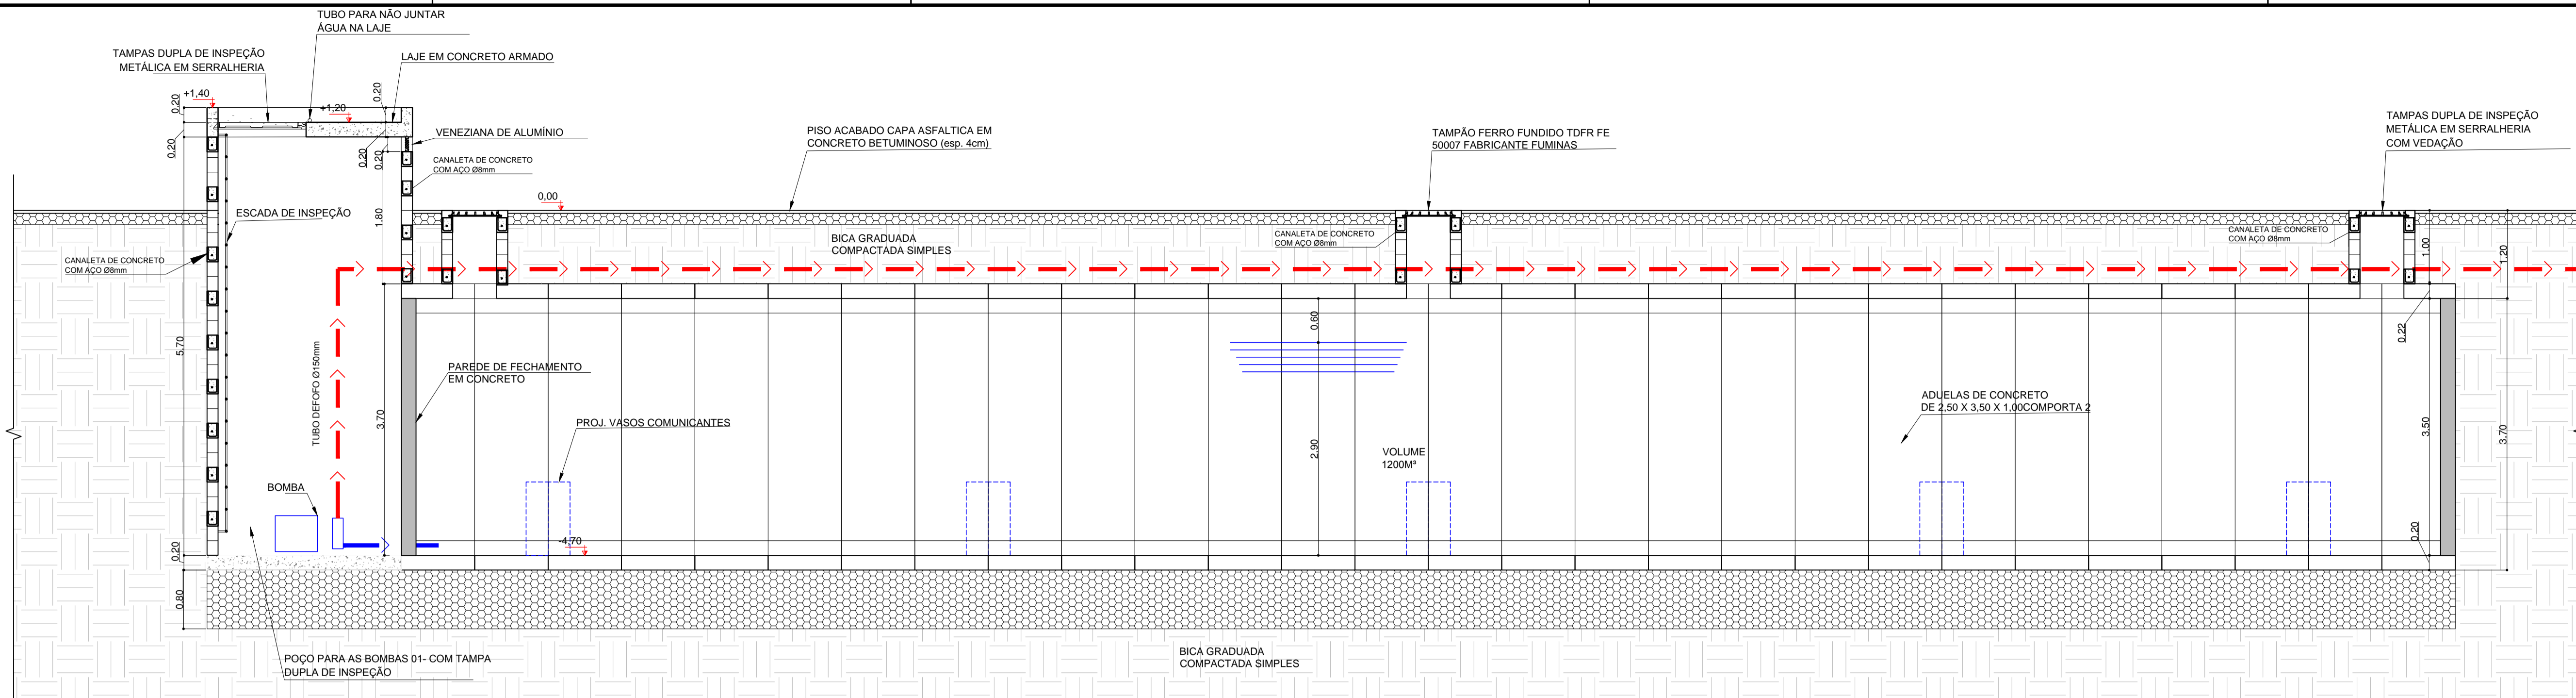 TUBO PARA NÃO JUNTAR
ÁGUA NA LAJE
TAMPAS DUPLA DE INSPEÇÃO
METÁLICA EM SERRALHERIA
LAJE EM CONCRETO ARMADO
+1,40
+1,20
0,20
0,20
0,20
0,20
0,20
VENEZIANA DE ALUMÍNIO
CANALETA DE CONCRETO
COM AÇO Ø8mm
PISO ACABADO CAPA ASFALTICA EM
CONCRETO BETUMINOSO (esp. 4cm)
TAMPÃO FERRO FUNDIDO TDFR FE
50007 FABRICANTE FUMINAS
TAMPAS DUPLA DE INSPEÇÃO
METÁLICA EM SERRALHERIA
COM VEDAÇÃO
0,00
ESCADA DE INSPEÇÃO
1,80
BICA GRADUADA
COMPACTADA SIMPLES
CANALETA DE CONCRETO
COM AÇO Ø8mm
CANALETA DE CONCRETO
COM AÇO Ø8mm
1,00
1,20
CANALETA DE CONCRETO
COM AÇO Ø8mm
5,70
TUBO DEFOFO Ø150mm
3,70
0,60
0,22
PAREDE DE FECHAMENTO
EM CONCRETO
PROJ. VASOS COMUNICANTES
2,90
VOLUME
1200M³
ADUELAS DE CONCRETO
DE 2,50 X 3,50 X 1,00COMPORTA 2
3,50
3,70
BOMBA
-4,70
0,20
0,20
0,80
POÇO PARA AS BOMBAS 01- COM TAMPA
DUPLA DE INSPEÇÃO
BICA GRADUADA
COMPACTADA SIMPLES